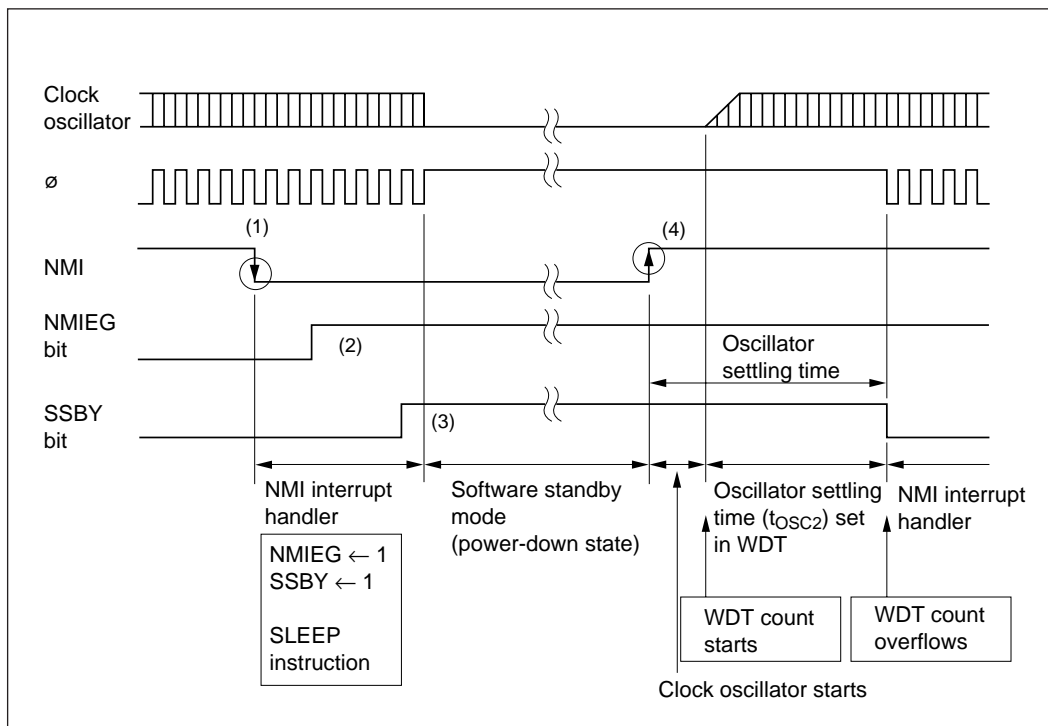 Clock
oscillator
ø
(1)
(4)
NMI
NMIEG
bit
(2)
Oscillator
settling time
SSBY
bit
(3)
NMI interrupt
handler
Software standby
mode
(power-down state)
Oscillator settling
time (tOSC2) set
in WDT
NMI interrupt
handler
NMIEG ← 1
SSBY ← 1
SLEEP
instruction
WDT count
starts
WDT count
overflows
Clock oscillator starts